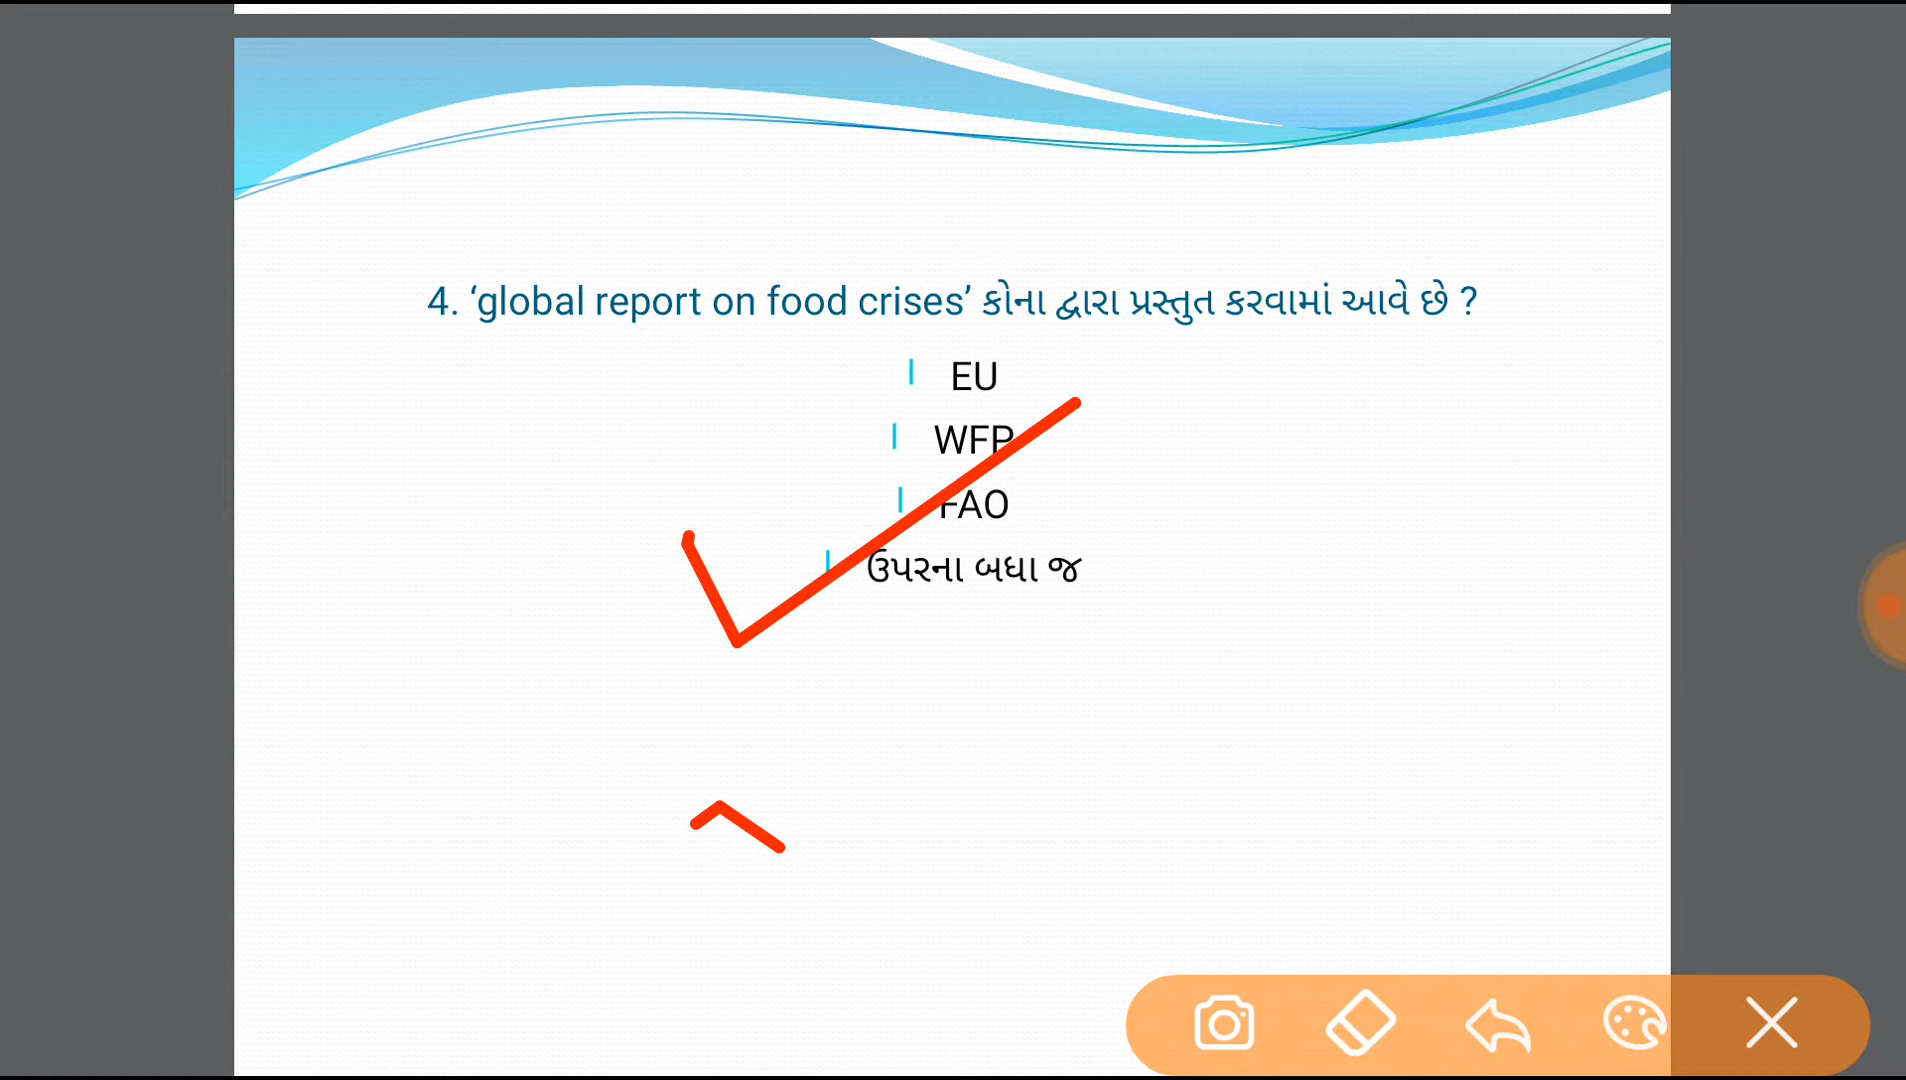 4. ‘global report on food crises’ કોના દ્વારા પ્રસ્તુત કરવામાં આવે છે ?
EU
WFP
FAO
ઉપરના બધા જ